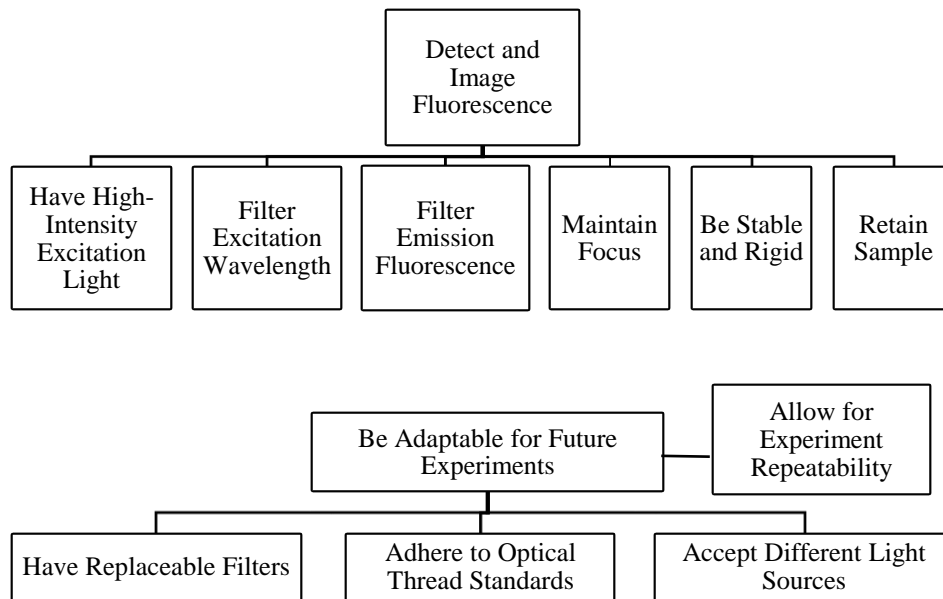 Detect and
Image
Fluorescence
Have High-
Intensity
Excitation
Light
Filter
Excitation
Wavelength
Filter
Emission
Fluorescence
Maintain
Focus
Be Stable
and Rigid
Retain
Sample
Be Adaptable for Future
Experiments
Allow for
Experiment
Repeatability
Have Replaceable Filters
Adhere to Optical
Thread Standards
Accept Different Light
Sources